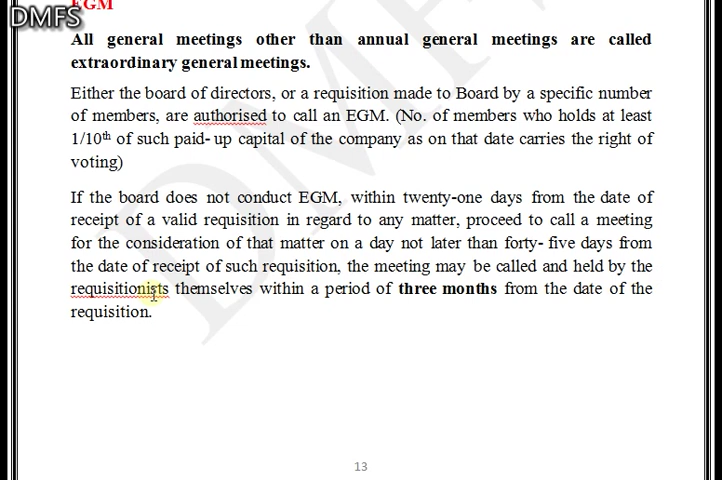 EGM
DMFS
All general meetings other than annual general meetings are called
extraordinary general meetings.
Either the board of directors, or a requisition made to Board by a specific number
of members, are authorised to call an EGM. (No. of members who holds at least
1/10th of such paid- up capital of the company as on that date carries the right of
voting)
If the board does not conduct EGM, within twenty-one days from the date of
receipt of a valid requisition in regard to any matter, proceed to call a meeting
for the consideration of that matter on a day not later than forty- five days from
the date of receipt of such requisition, the meeting may be called and held by the
requisitionists themselves within a period of three months from the date of the
requisition.
13